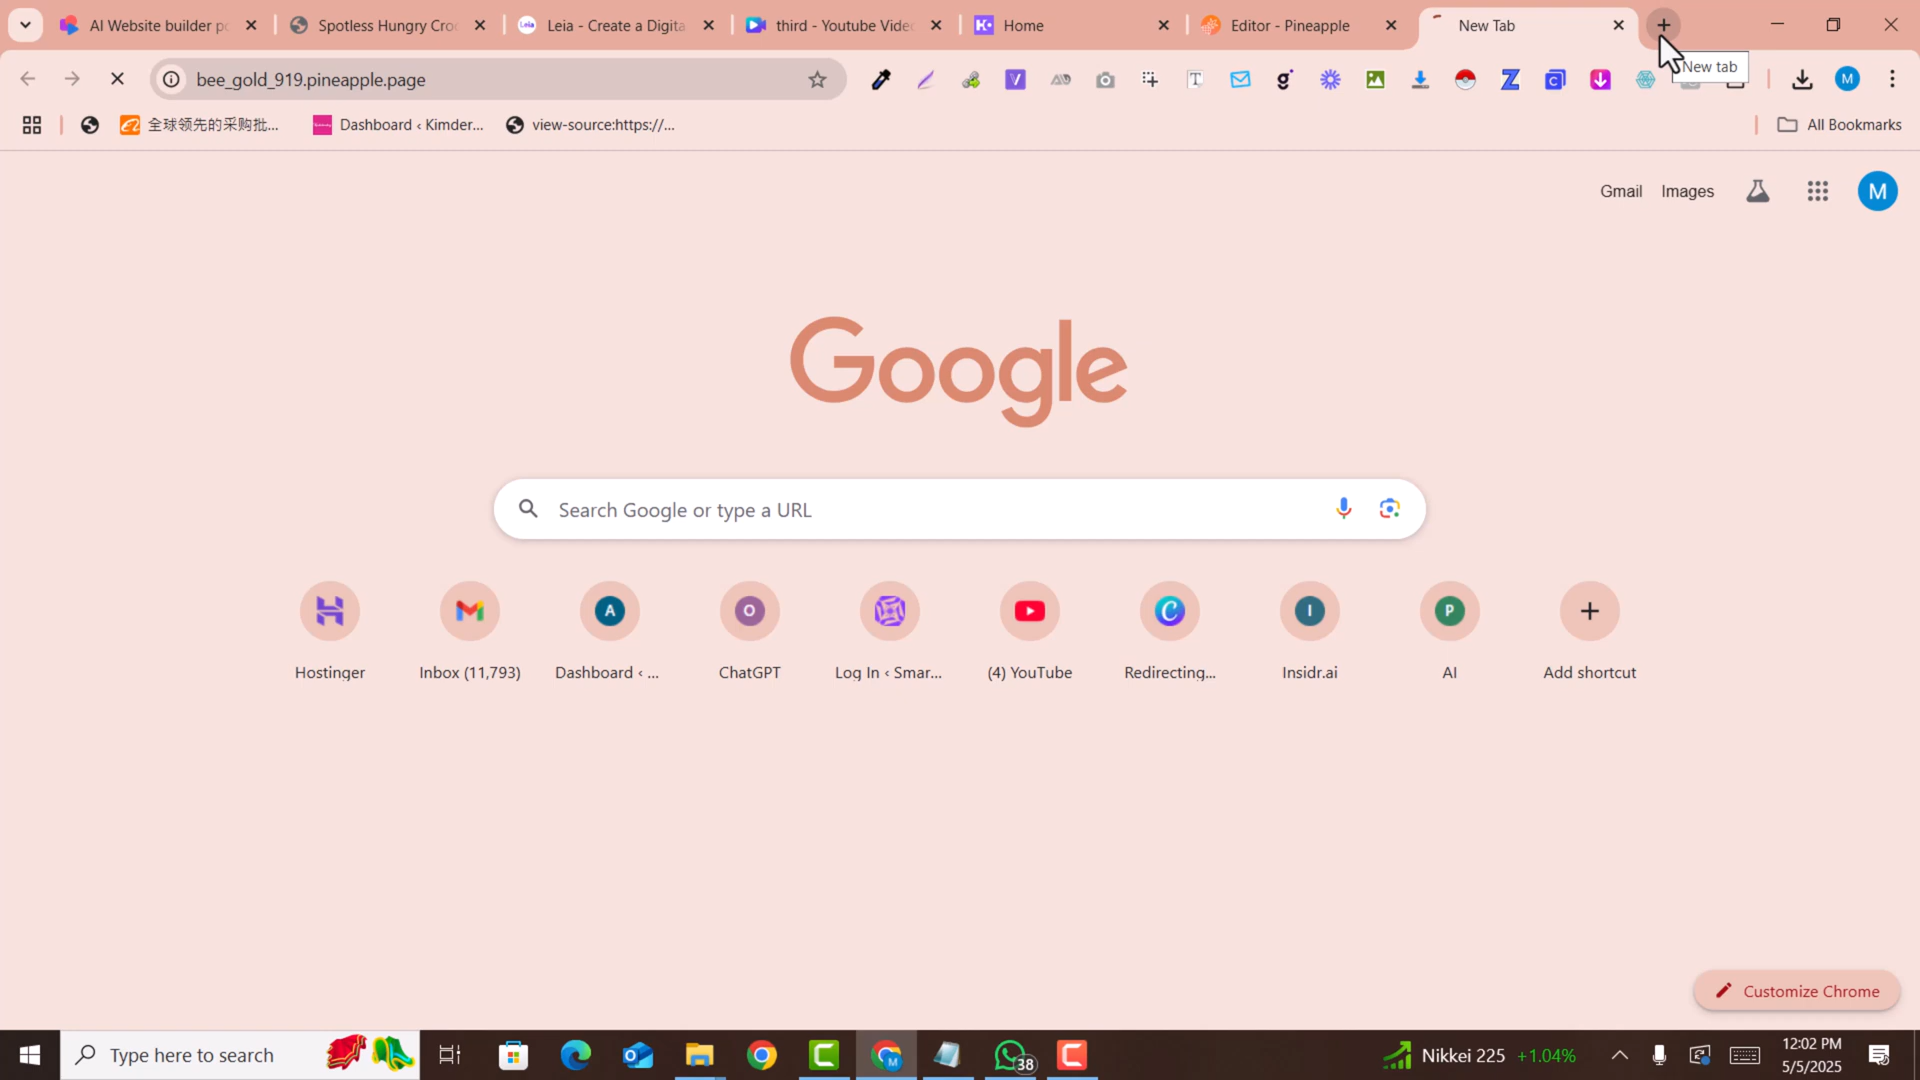 AI Website builder po
Spotless Hungry Croc
Leia - Create a Digita
third - Youtube Vide
Home
Editor - Pineapple
New Tab
bee_gold_919.pineapple.page
New tab
全球领先的采购批...
Dashboard ‹ Kimder...
view-source:https://...
All Bookmarks
Gmail
Images
M
Google
Search Google or type a URL
Hostinger
Inbox (11,793)
Dashboard ‹ ...
ChatGPT
Log In ‹ Smar...
(4) YouTube
Redirecting...
Insidr.ai
AI
Add shortcut
Customize Chrome
Type here to search
38
Nikkei 225 +1.04%
12:02 PM
5/5/2025